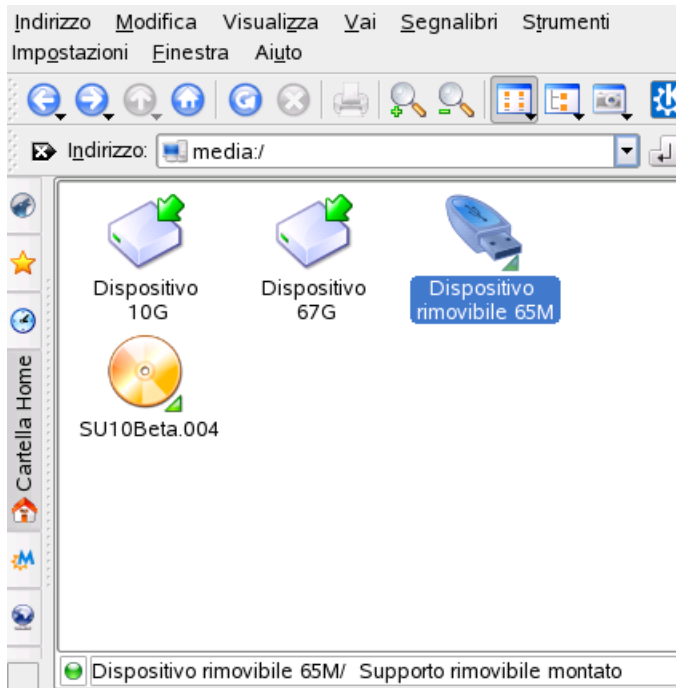 Indirizzo Modifica Visualizza Vai Segnalibri Strumenti
Impostazioni Finestra Aiuto
Indirizzo: media:/
Dispositivo
10G
Dispositivo
67G
Dispositivo
rimovibile 65M
SU10Beta.004
Cartella Home
Dispositivo rimovibile 65M/ Supporto rimovibile montato